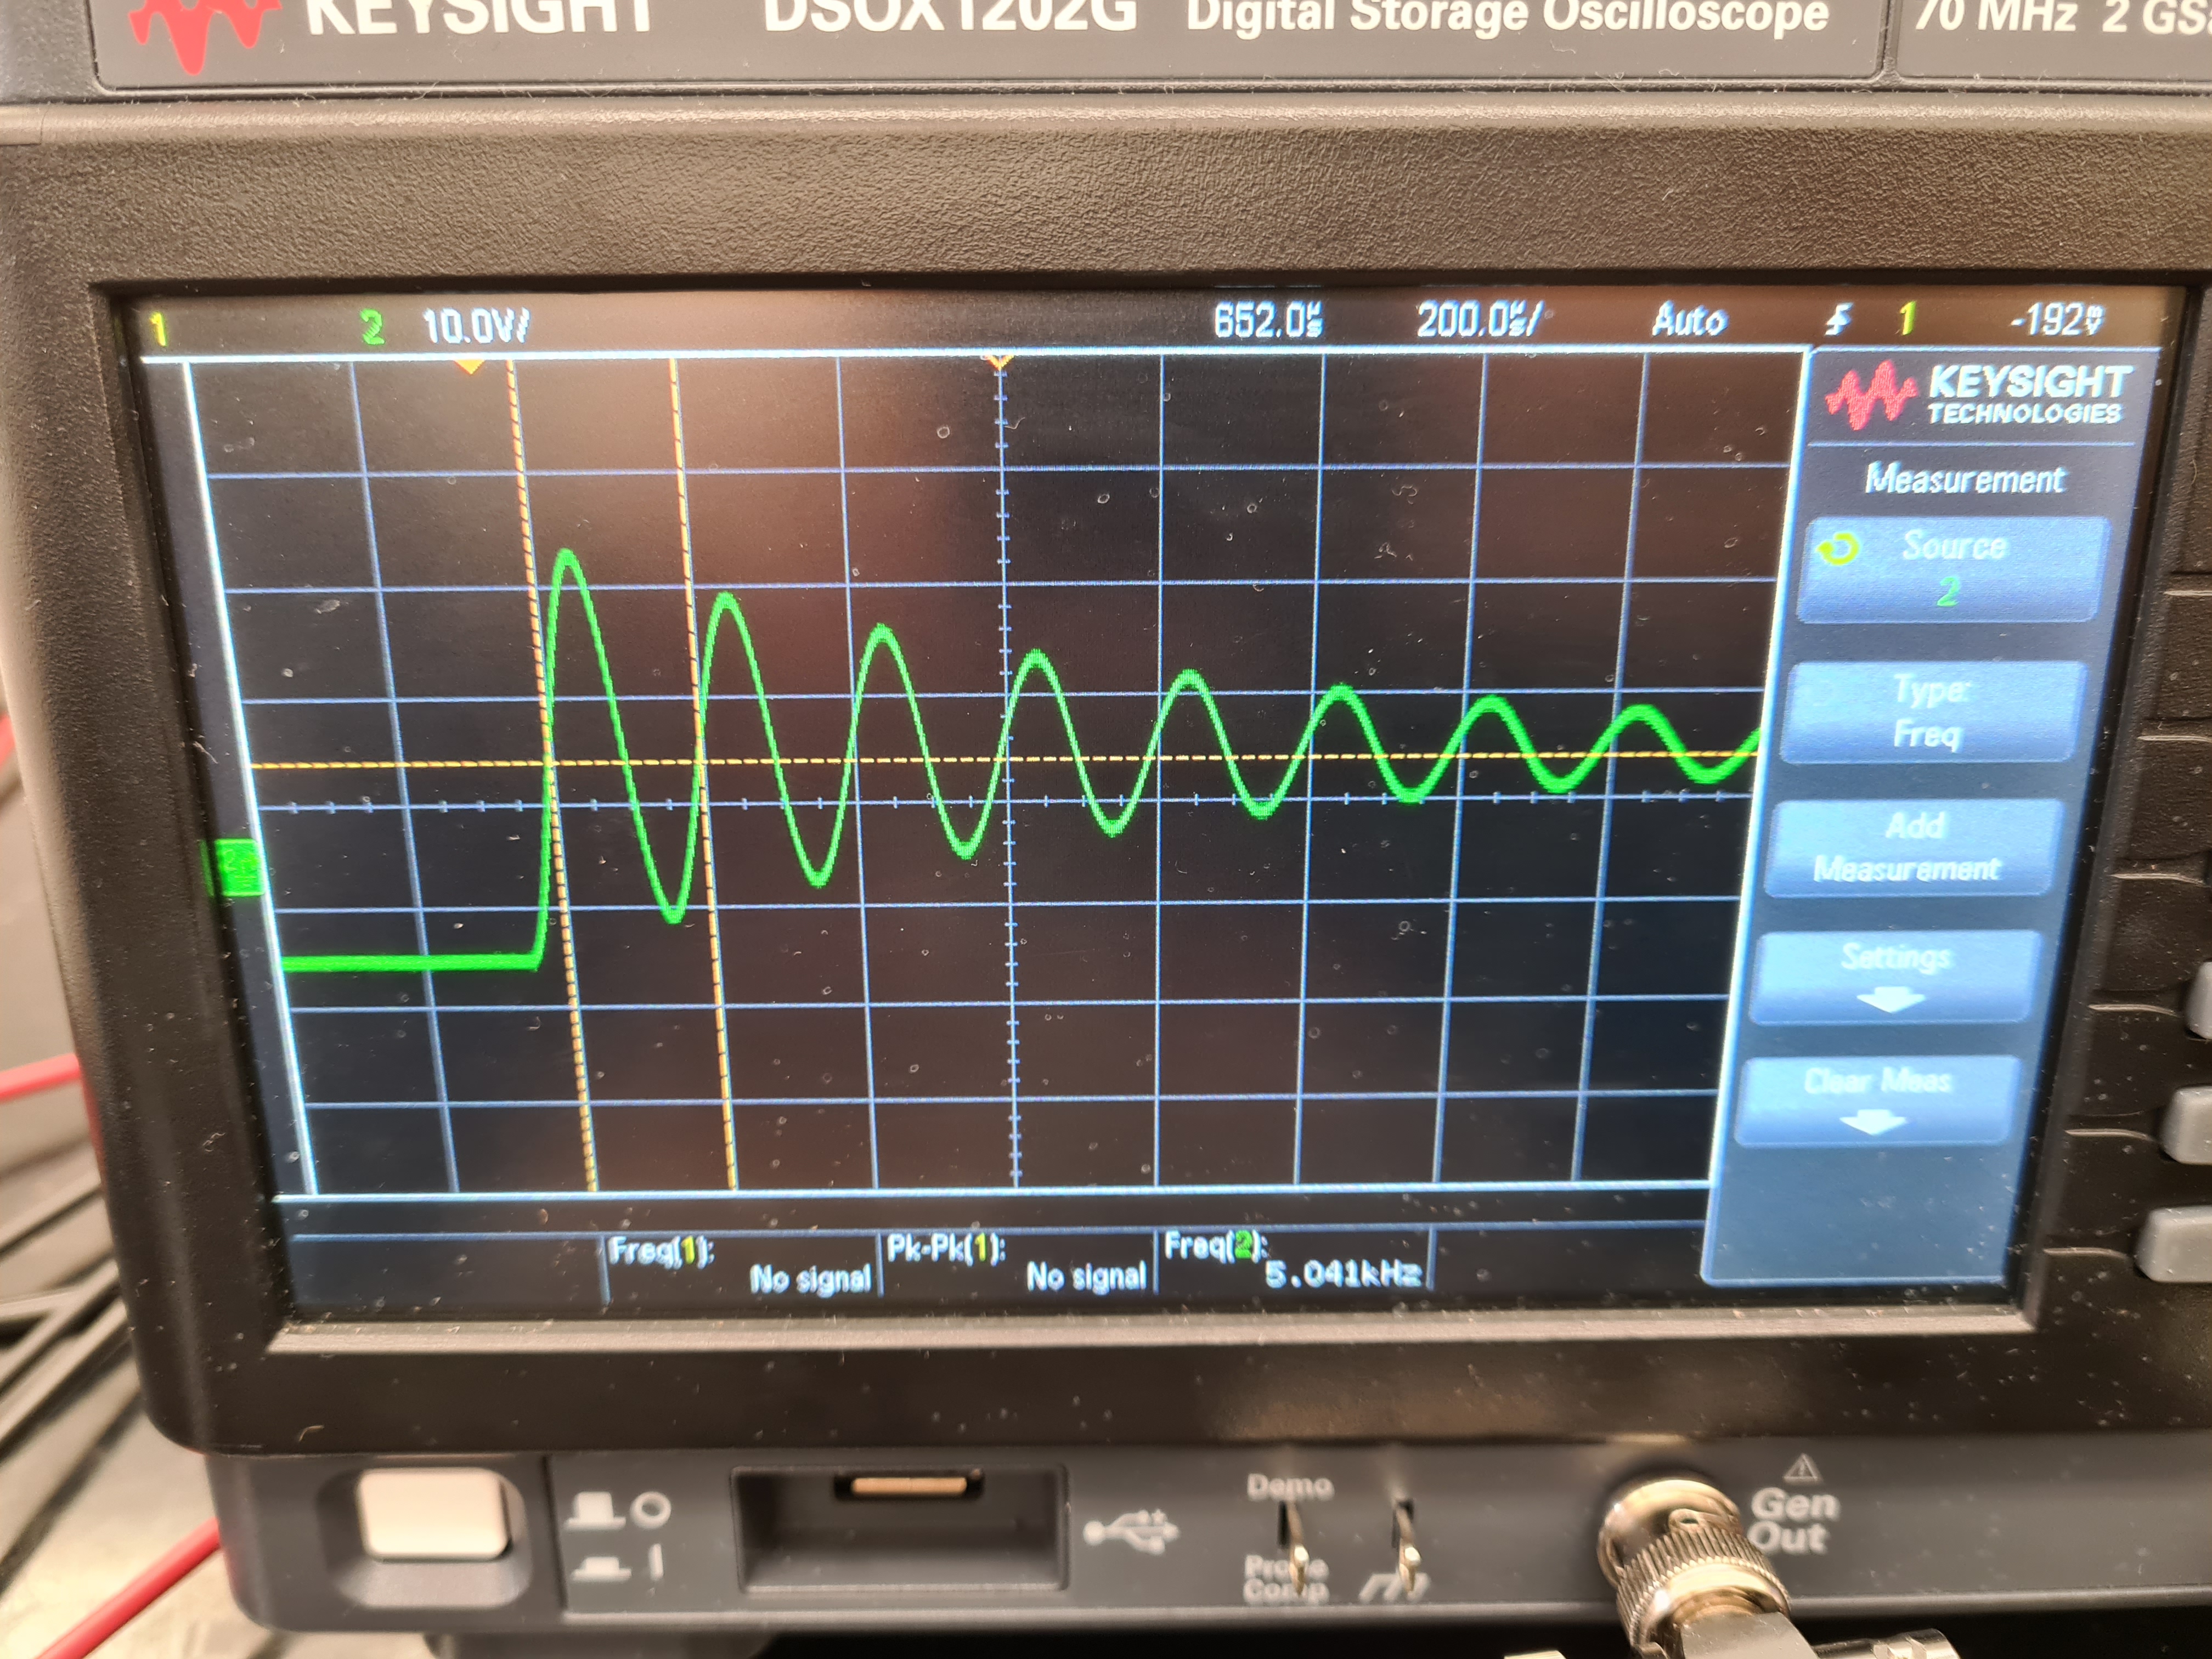 KEYSIGHT DSOX1202G Digital Storage Oscilloscope 70 MHz 2 GS
1 2 10.0V/ 652.0µs 200.0µs/ Auto 1 -192mV
KEYSIGHT
TECHNOLOGIES
Measurement
Source
2
Type:
Freq
Add
Measurement
Settings
Clear Meas
Freq(1):
No signal
Pk-Pk(1):
No signal
Freq(2):
5.041kHz
Demo
Probe
Comp
Gen
Out